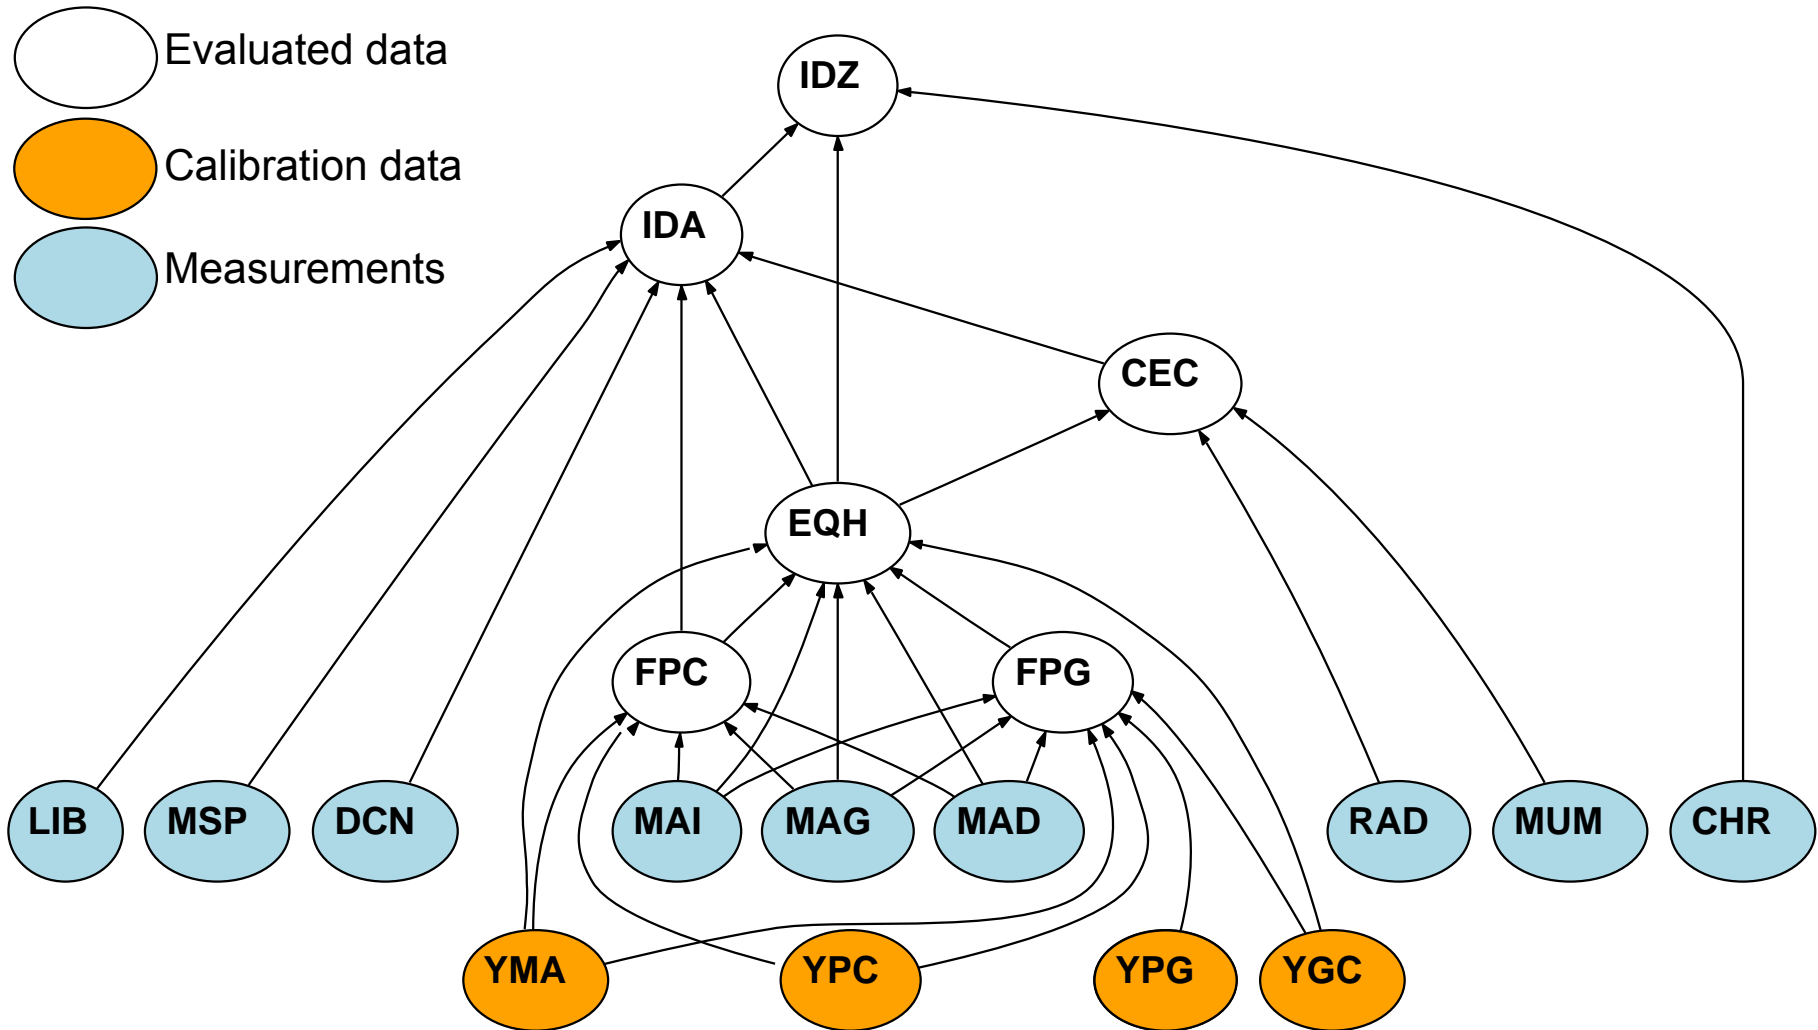 Evaluated data
Calibration data
Measurements
IDZ
IDA
CEC
EQH
FPC
FPG
LIB
MSP
DCN
MAI
MAG
MAD
RAD
MUM
CHR
YMA
YPC
YPG
YGC